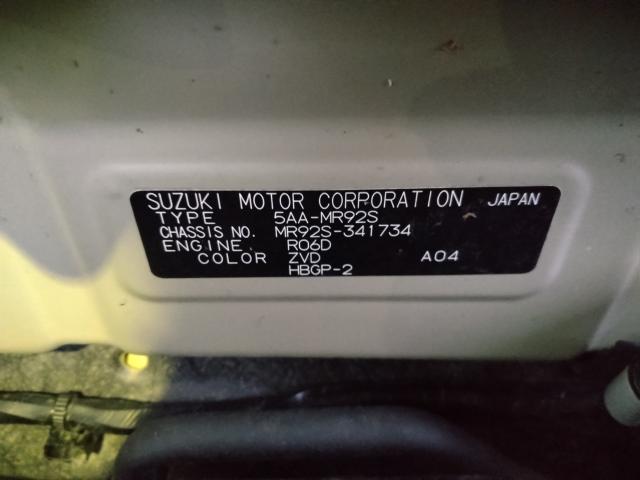 SUZUKI MOTOR CORPORATION JAPAN
TYPE 5AA-MR92S
CHASSIS NO. MR92S-341734
ENGINE R06D
COLOR ZVD A04
HBGP-2